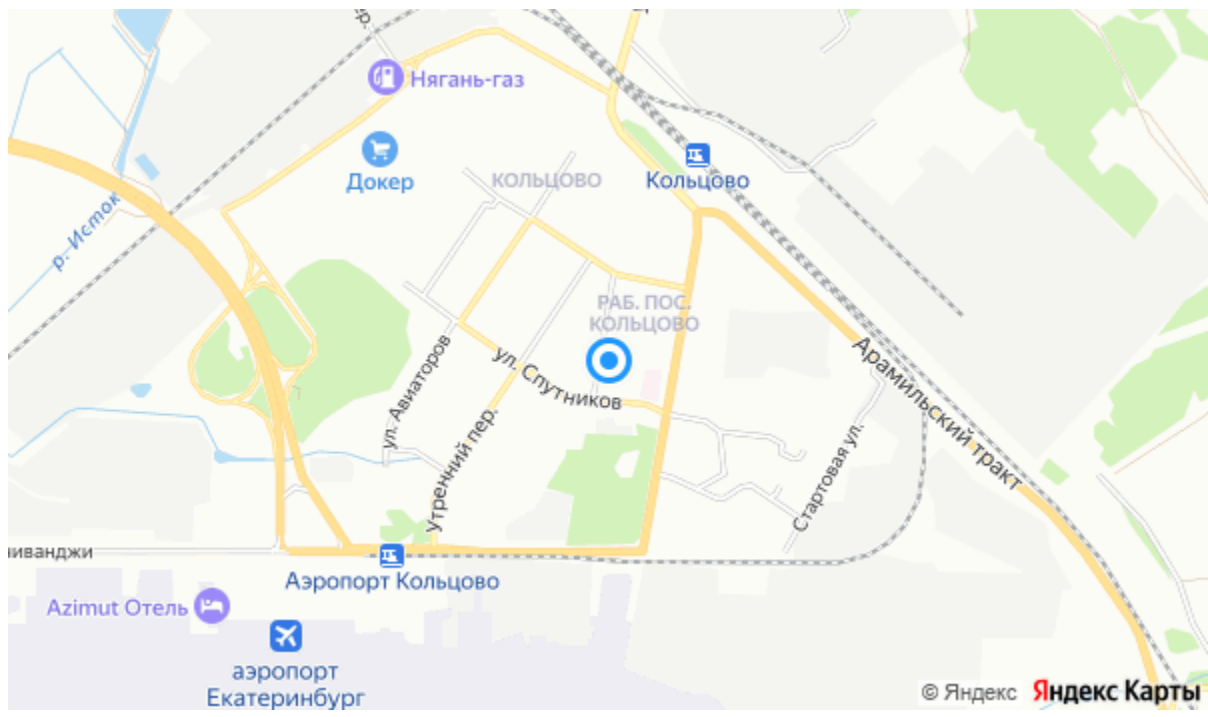 Нягань-газ
Докер
КОЛЬЦОВО
Кольцово
р. Исток
РАБ. ПОС.
КОЛЬЦОВО
ул. Авиаторов
ул. Спутников
Арамильский тракт
Утренний пер.
Стартовая ул.
чиванджи
Аэропорт Кольцово
Azimut Отель
аэропорт
Екатеринбург
© Яндекс Яндекс Карты